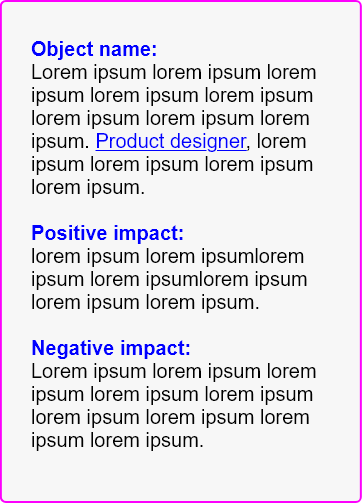 Object name:
Lorem ipsum lorem ipsum lorem
ipsum lorem ipsum lorem ipsum
lorem ipsum lorem ipsum lorem
ipsum. Product designer, lorem
ipsum lorem ipsum lorem ipsum
lorem ipsum.
Positive impact:
lorem ipsum lorem ipsumlorem
ipsum lorem ipsumlorem ipsum
lorem ipsum lorem ipsum.
Negative impact:
Lorem ipsum lorem ipsum lorem
ipsum lorem ipsum lorem ipsum
lorem ipsum lorem ipsum lorem
ipsum lorem ipsum.